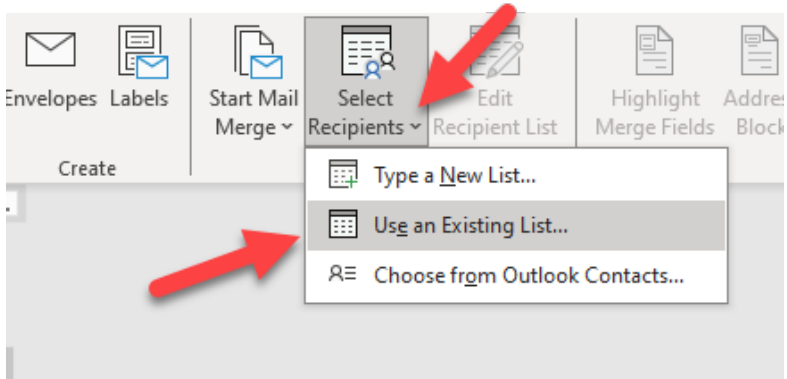 Envelopes Labels Start Mail Select Edit Highlight
Merge Recipients Recipient List Merge Fields Block
Create
Type a New List...
Use an Existing List...
Choose from Outlook Contacts...